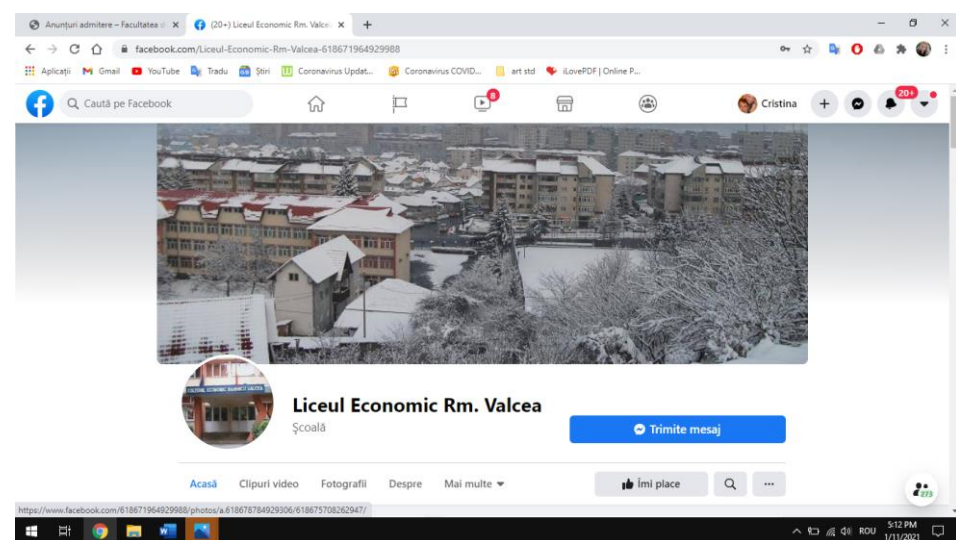 Anunțuri admitere – Facultatea d
(20+) Liceul Economic Rm. Valcea
facebook.com/Liceul-Economic-Rm-Valcea-618671964929988
Aplicații
Gmail
YouTube
Tradu
Știri
Coronavirus Updat...
Coronavirus COVID...
art std
iLovePDF | Online P...
Caută pe Facebook
8
Cristina
20+
Liceul Economic Rm. Valcea
Școală
Trimite mesaj
Acasă
Clipuri video
Fotografii
Despre
Mai multe
Îmi place
273
https://www.facebook.com/618671964929988/photos/a.618678784929306/618675708262947/
ROU
5:12 PM
1/11/2021